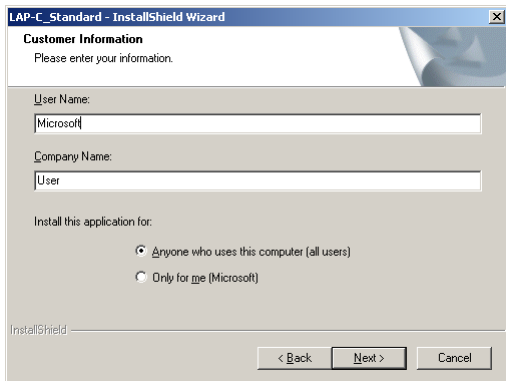 LAP-C_Standard - InstallShield Wizard
Customer Information
Please enter your information.
User Name:
Microsoft
Company Name:
User
Install this application for:
Anyone who uses this computer (all users)
Only for me (Microsoft)
InstallShield
< Back
Next >
Cancel